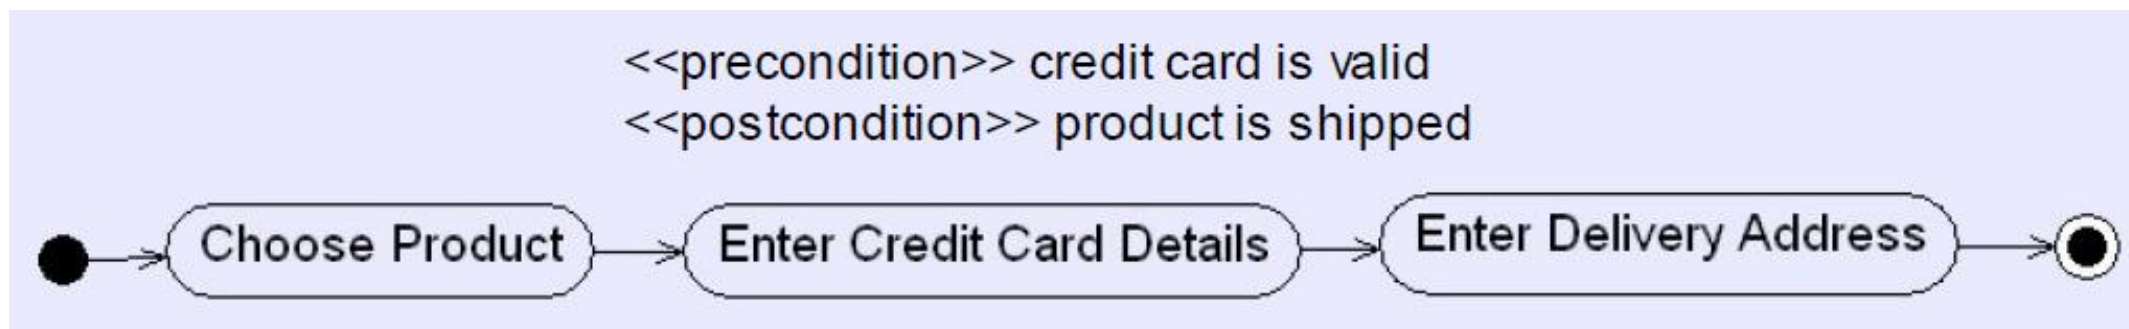 <<precondition>> credit card is valid
<<postcondition>> product is shipped
Choose Product
Enter Credit Card Details
Enter Delivery Address